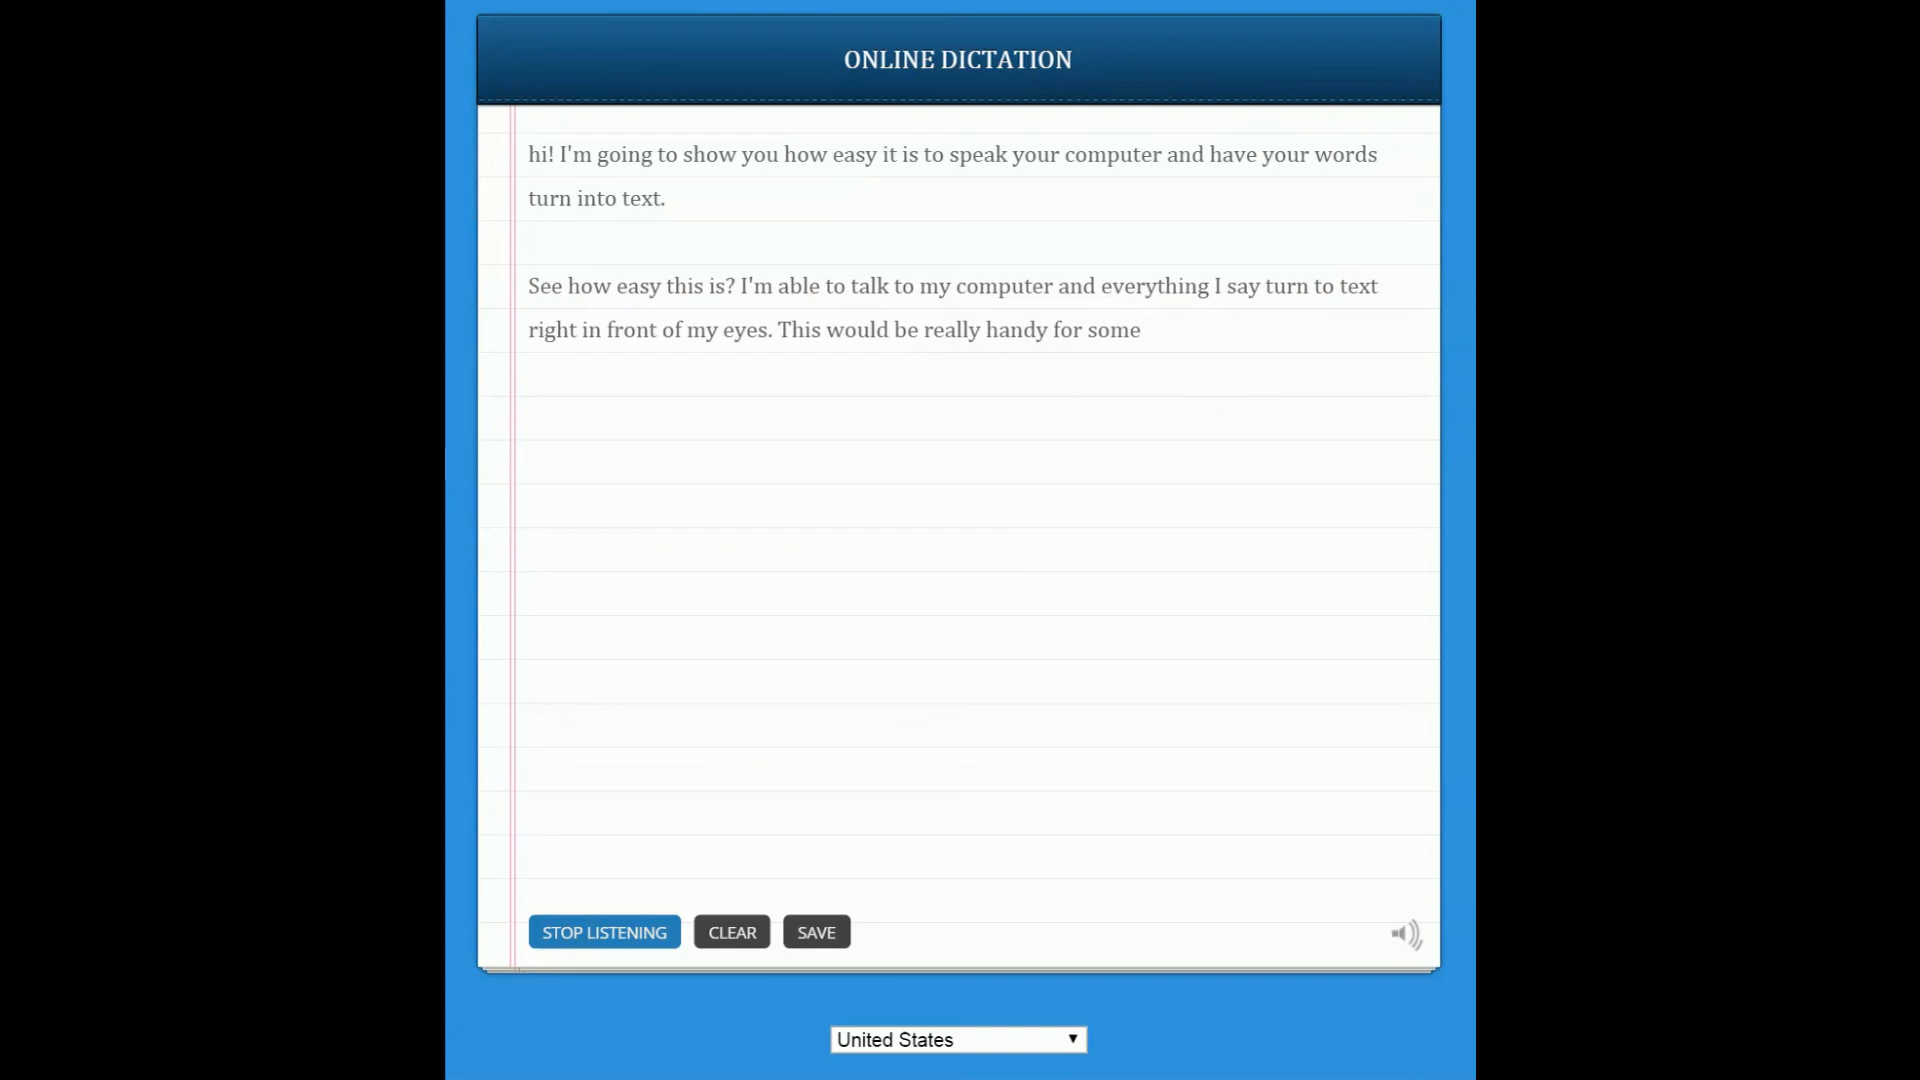 ONLINE DICTATION
hi! I'm going to show you how easy it is to speak your computer and have your words
turn into text.
See how easy this is? I'm able to talk to my computer and everything I say turn to text
right in front of my eyes. This would be really handy for some
STOP LISTENING CLEAR SAVE
United States